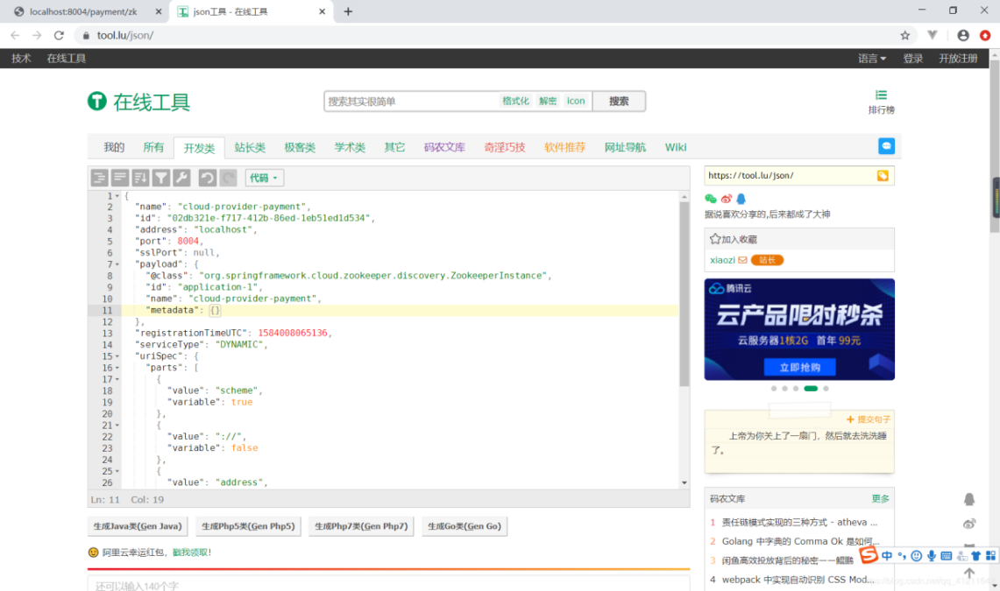 localhost:8004/payment/zk
json工具 - 在线工具
tool.lu/json/
技术 在线工具 语言 登录 开放注册
在线工具
搜索其实很简单 格式化 解密 icon 搜索
排行榜
我的 所有 开发类 站长类 极客类 学术类 其它 码农文库 奇淫巧技 软件推荐 网址导航 Wiki
代码
1 {
2 "name": "cloud-provider-payment",
3 "id": "02db321e-f717-412b-86ed-1eb51ed1d534",
4 "address": "localhost",
5 "port": 8004,
6 "sslPort": null,
7 "payload": {
8 "@class": "org.springframework.cloud.zookeeper.discovery.ZookeeperInstance",
9 "id": "application-1",
10 "name": "cloud-provider-payment",
11 "metadata": {}
12 },
13 "registrationTimeUTC": 1584008065136,
14 "serviceType": "DYNAMIC",
15 "uriSpec": {
16 "parts": [
17 {
18 "value": "scheme",
19 "variable": true
20 },
21 {
22 "value": "://",
23 "variable": false
24 },
25 {
26 "value": "address",
Ln: 11 Col: 19
生成Java类(Gen Java) 生成Php5类(Gen Php5) 生成Php7类(Gen Php7) 生成Go类(Gen Go)
阿里云幸运红包，戳我领取!
还可以输入140个字
https://tool.lu/json/
据说喜欢分享的,后来都成了大神
加入收藏
xiaozi 站长
腾讯云
云产品限时秒杀
云服务器1核2G 首年 99元
立即抢购
提交句子
上帝为你关上了一扇门，然后就去洗洗睡
了。
码农文库 更多
1 责任链模式实现的三种方式 - atheva ...
2 Golang 中字典的 Comma Ok 是如何...
3 闲鱼高效投放背后的秘密——鲲鹏
4 webpack 中实现自动识别 CSS Mod...
中